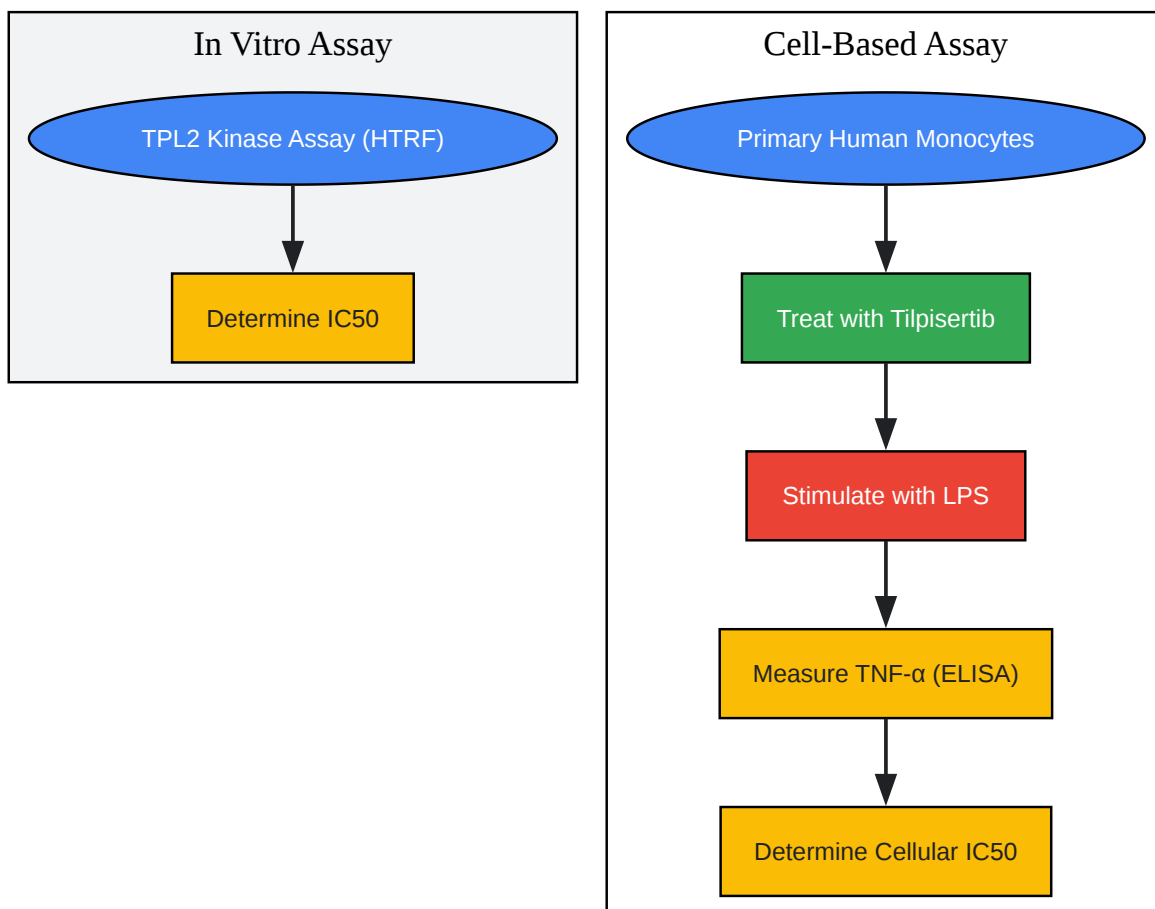 In Vitro Assay
TPL2 Kinase Assay (HTRF)
Determine IC50
Cell-Based Assay
Primary Human Monocytes
Treat with Tilpisertib
Stimulate with LPS
Measure TNF-α (ELISA)
Determine Cellular IC50